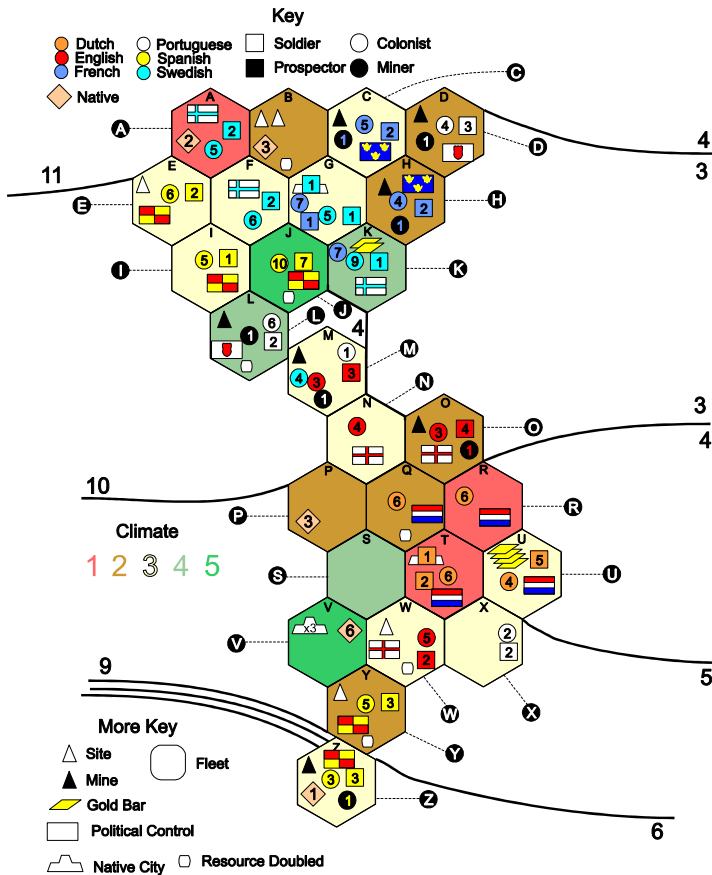 Key
Dutch Portuguese Soldier Colonist
English Spanish
French Swedish Prospector Miner
Native
C
A B C D
2 2 5
3
1 5 2
4 3 1
A
D
4
3
11
E F G H
6 2
2 6
1 7 1 5 1
4 2 1
E
H
I J K
5 1
10 7
7 9 1
I
K
J
L
1 6 2
L
4
M
1 4 3 3 1
M
N
N O
4
3 4 1
O
3
4
10
P Q R
3
6
6
P
R
Climate
1 2 3 4 5
S T U
1 2 6
5 4
S
U
V W X
x3 6
5 2
2 2
V
W
X
5
9
Y
5 3
Y
More Key
Site
Mine
Gold Bar
Political Control
Native City
Fleet
Resource Doubled
Z
3 3 1 1
Z
6